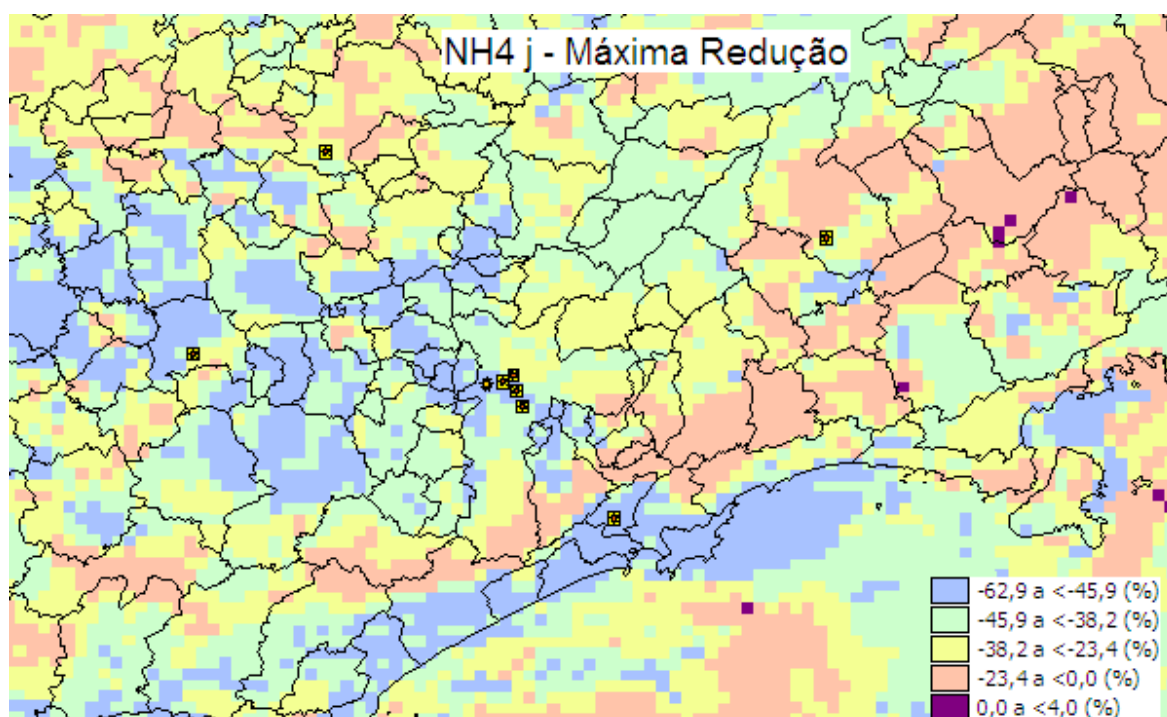 NH4 j - Máxima Redução
-62,9 a <-45,9 (%)
-45,9 a <-38,2 (%)
-38,2 a <-23,4 (%)
-23,4 a <0,0 (%)
0,0 a <4,0 (%)